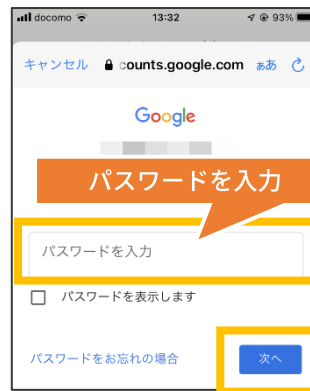 docomo 13:32 93%
キャンセル counts.google.com ぁあ
Google
パスワードを入力
パスワードを入力
パスワードを表示します
パスワードをお忘れの場合 次へ